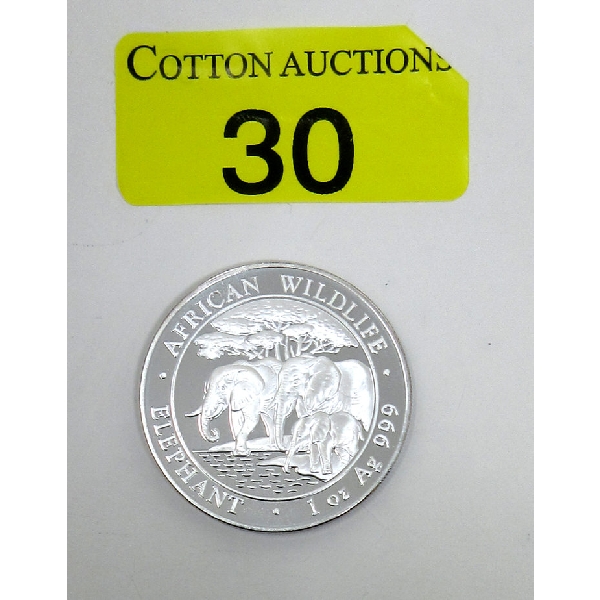 COTTON AUCTIONS
30
AFRICAN WILDLIFE
ELEPHANT • 1 oz Ag 999